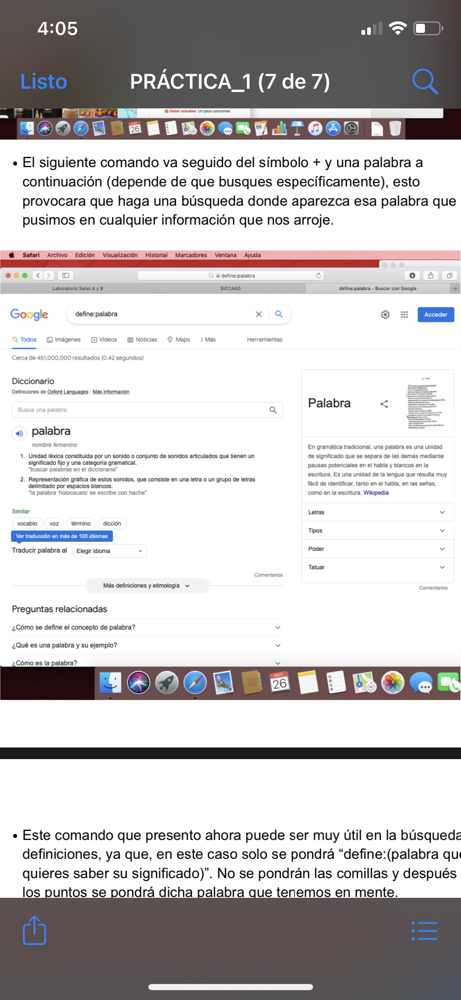 4:05
Listo
PRÁCTICA_1 (7 de 7)
Datos actuales: Un poco concurrido
AGO
26
DOCX
• El siguiente comando va seguido del símbolo + y una palabra a
continuación (depende de que busques específicamente), esto
provocara que haga una búsqueda donde aparezca esa palabra que
pusimos en cualquier información que nos arroje.
Safari Archivo Edición Visualización Historial Marcadores Ventana Ayuda
define:palabra
Laboratorio Salas A y B
SiCCAAD
define:palabra - Buscar con Google
Google
define:palabra
Acceder
Todos Imágenes Videos Noticias Maps Más Herramientas
Cerca de 451,000,000 resultados (0.42 segundos)
Diccionario
Definiciones de Oxford Languages · Más información
Busca una palabra
palabra
nombre femenino
1. Unidad léxica constituida por un sonido o conjunto de sonidos articulados que tienen un
significado fijo y una categoría gramatical.
"buscar palabras en el diccionario"
2. Representación gráfica de estos sonidos, que consiste en una letra o un grupo de letras
delimitado por espacios blancos.
"la palabra 'holocausto' se escribe con hache"
Similar
vocablo voz término dicción
Ver traducción en más de 100 idiomas
Traducir palabra al Elegir idioma
Comentarios
Más definiciones y etimología
Preguntas relacionadas
¿Cómo se define el concepto de palabra?
¿Qué es una palabra y su ejemplo?
¿Cómo es la palabra?
Palabra
En gramática tradicional, una palabra es una unidad
de significado que se separa de las demás mediante
pausas potenciales en el habla y blancos en la
escritura. Es una unidad de la lengua que resulta muy
fácil de identificar, tanto en el habla, en las señas,
como en la escritura. Wikipedia
Letras
Tipos
Poder
Tatuar
Comentarios
AGO
26
3D
• Este comando que presento ahora puede ser muy útil en la búsqueda
definiciones, ya que, en este caso solo se pondrá “define:(palabra que
quieres saber su significado)”. No se pondrán las comillas y después
los puntos se pondrá dicha palabra que tenemos en mente.